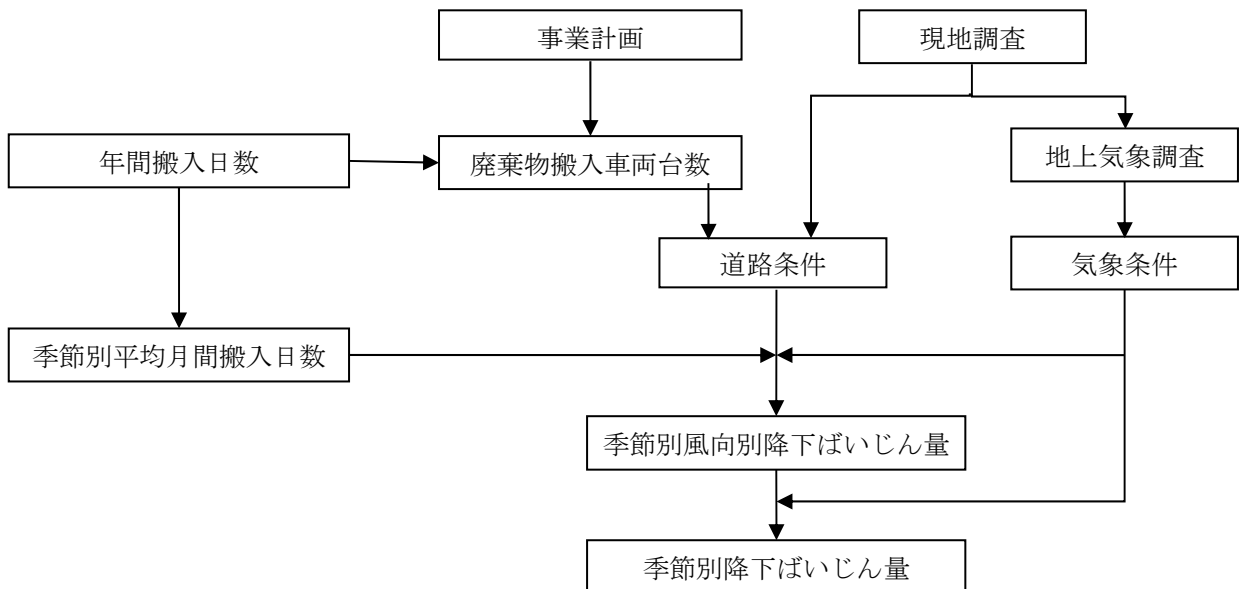 事業計画
現地調査
年間搬入日数
廃棄物搬入車両台数
地上気象調査
道路条件
気象条件
季節別平均月間搬入日数
季節別風向別降下ばいじん量
季節別降下ばいじん量